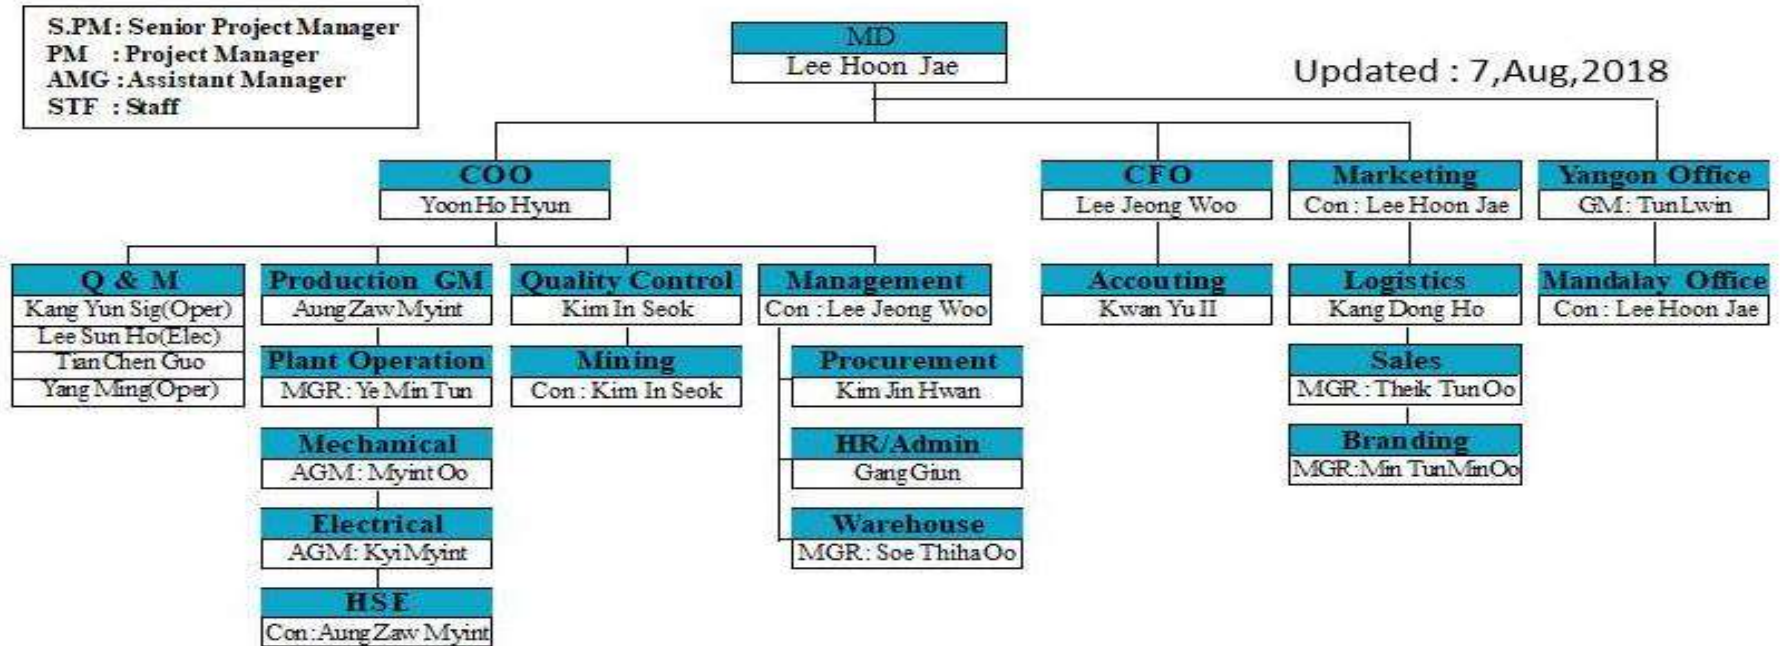 S.PM: Senior Project Manager
PM : Project Manager
AMG : Assistant Manager
STF : Staff
MD
Lee Hoon Jae
Updated : 7,Aug,2018
COO
Yoon Ho Hyun
CFO
Lee Jeong Woo
Marketing
Con : Lee Hoon Jae
Yangon Office
GM: Tun Lwin
Q & M
Kang Yun Sig(Oper)
Lee Sun Ho(Elec)
Tian Chen Guo
Yang Ming(Oper)
Production GM
Aung Zaw Myint
Quality Control
Kim In Seok
Management
Con : Lee Jeong Woo
Accouting
Kwan Yu II
Logistics
Kang Dong Ho
Mandalay Office
Con : Lee Hoon Jae
Plant Operation
MGR: Ye Min Tun
Mining
Con : Kim In Seok
Procurement
Kim Jin Hwan
Sales
MGR: Theik Tun Oo
Mechanical
AGM: Myint Oo
HR/Admin
Gang Giun
Branding
MGR:Min Tun Min Oo
Electrical
AGM: Kyi Myint
Warehouse
MGR: Soe Thiha Oo
HSE
Con:Aung Zaw Myint